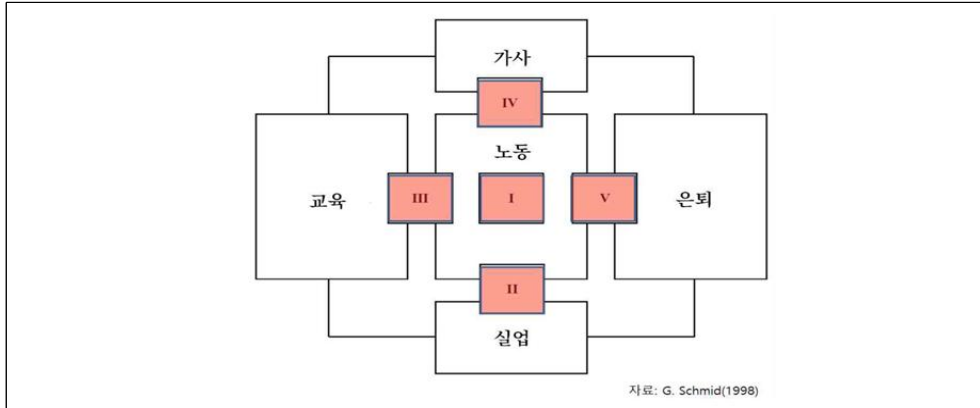 가사
IV
노동
교육
III
I
V
은퇴
II
실업
자료: G. Schmid(1998)